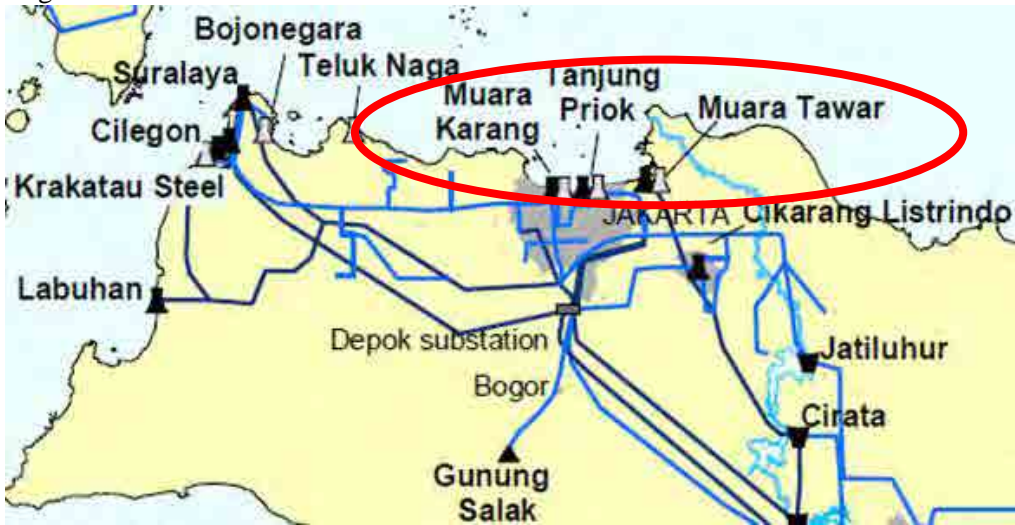 Bojonegara
Suralaya
Teluk Naga
Tanjung
Priok
Muara
Karang
Muara Tawar
Cilegon
Krakatau Steel
JAKARTA
Cikarang Listrindo
Labuhan
Depok substation
Jatiluhur
Bogor
Cirata
Gunung
Salak